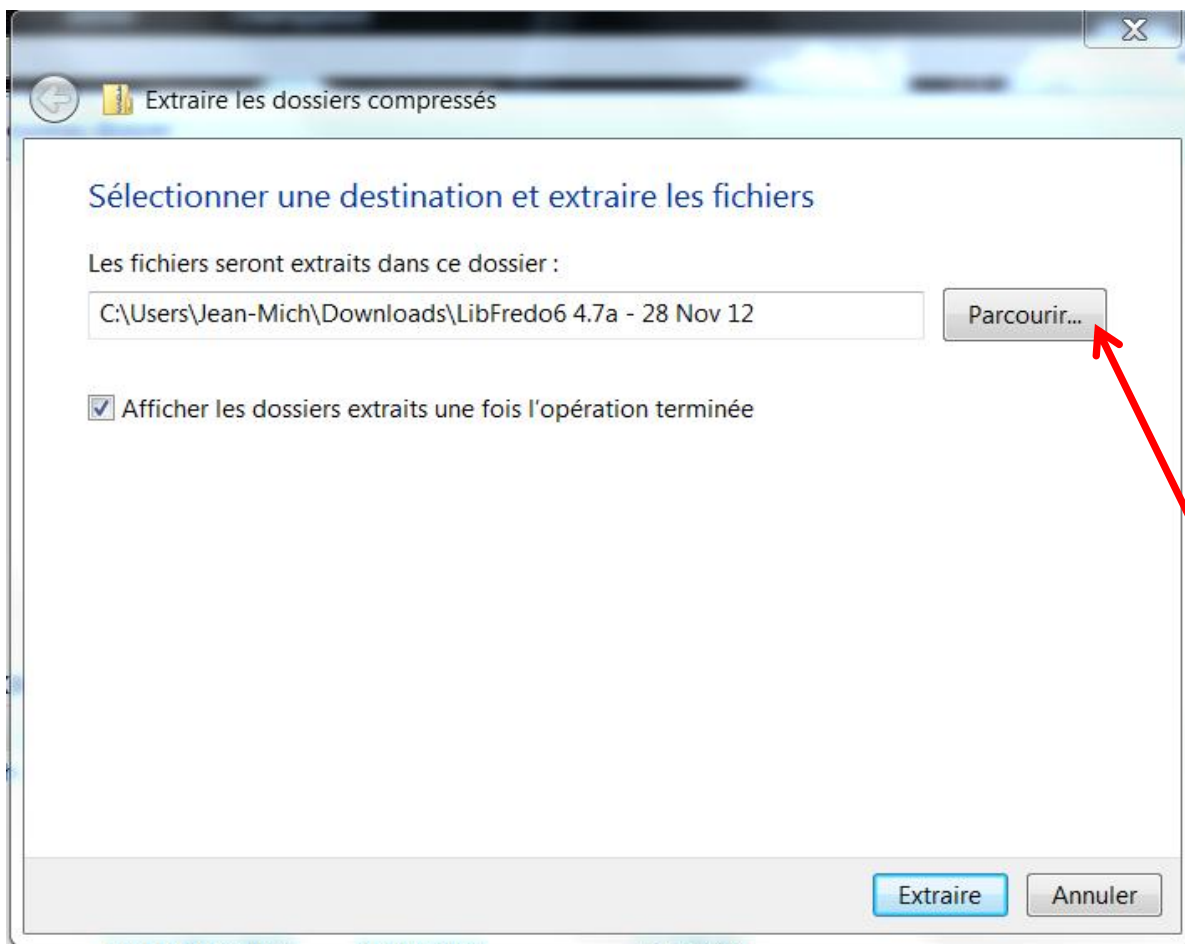 Extraire les dossiers compressés
Sélectionner une destination et extraire les fichiers
Les fichiers seront extraits dans ce dossier :
C:\Users\Jean-Mich\Downloads\LibFredo6 4.7a - 28 Nov 12
Parcourir...
Afficher les dossiers extraits une fois l'opération terminée
Extraire
Annuler